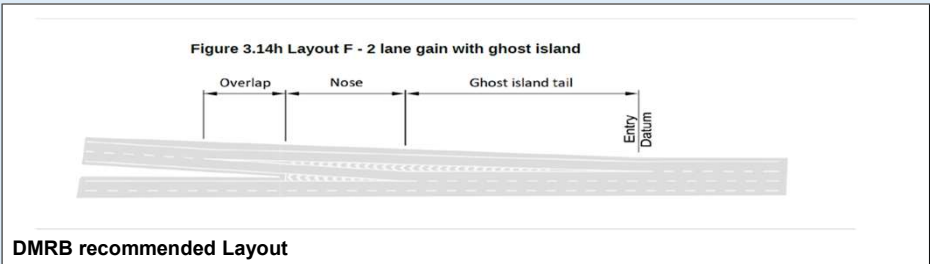 Figure 3.14h Layout F - 2 lane gain with ghost island
Overlap Nose Ghost island tail
Entry
Datum
DMRB recommended Layout